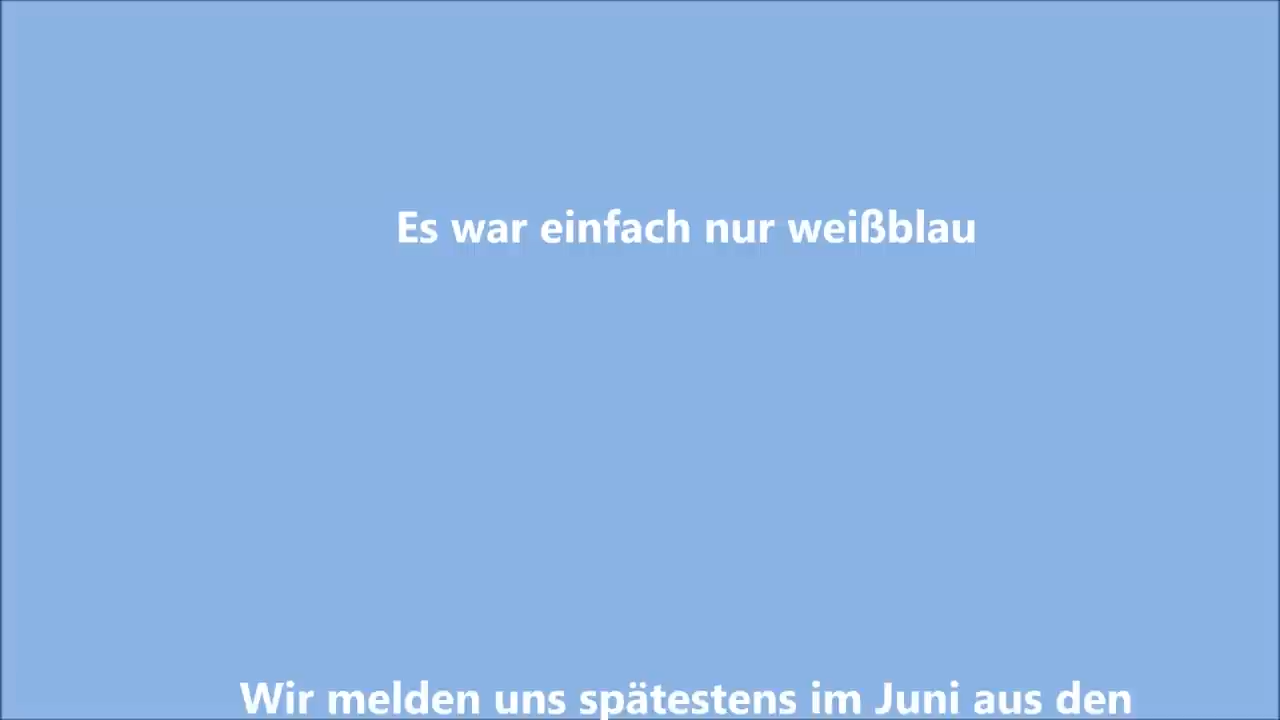 Es war einfach nur weißblau
Wir melden uns spätestens im Juni aus den